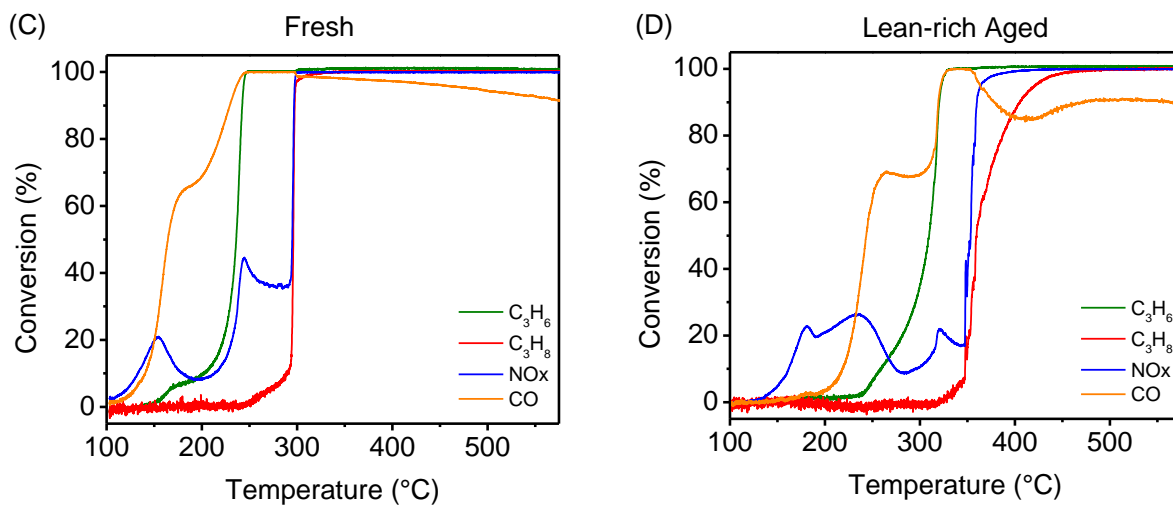 (C) Fresh
Conversion (%)
100
80
60
40
20
0
100 200 300 400 500
Temperature (°C)
C₃H₆
C₃H₈
NOx
CO
(D) Lean-rich Aged
Conversion (%)
100
80
60
40
20
0
100 200 300 400 500
Temperature (°C)
C₃H₆
C₃H₈
NOx
CO